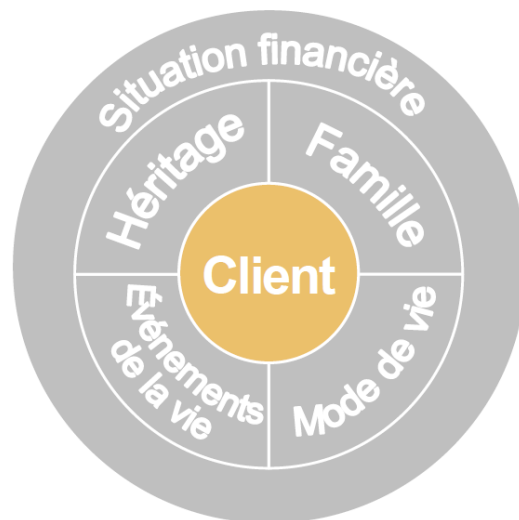 Situation financière
Héritage
Famille
Client
Événements
de la vie
Mode de vie